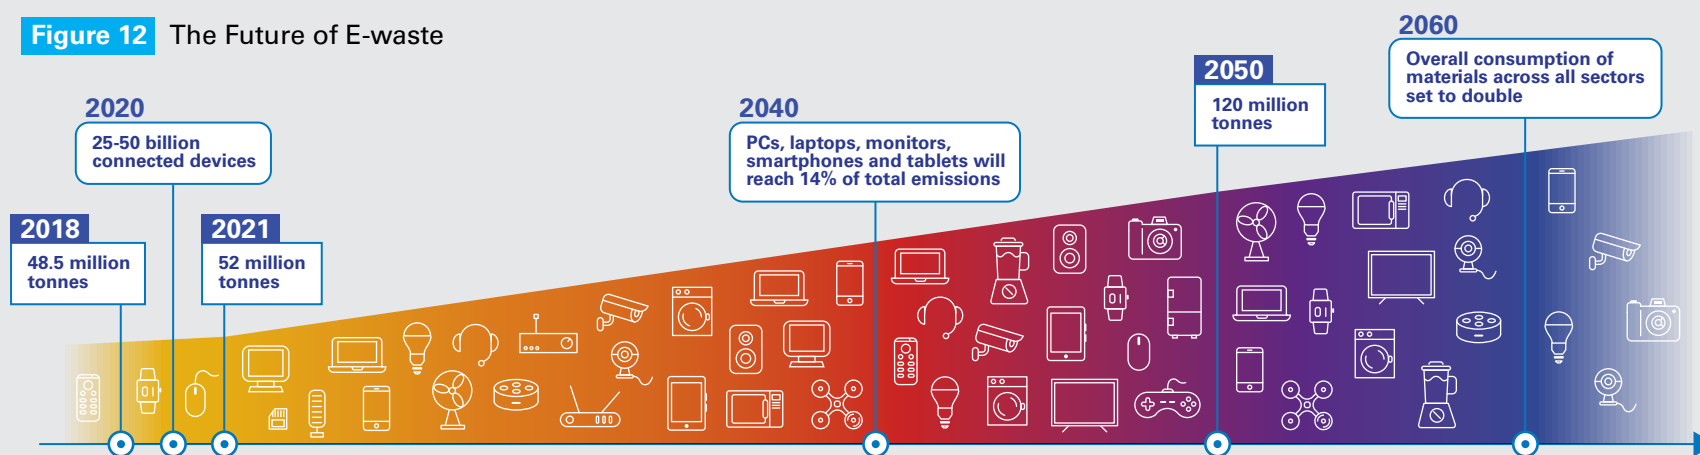 Figure 12 The Future of E-waste
2018
48.5 million
tonnes
2020
25-50 billion
connected devices
2021
52 million
tonnes
2040
PCs, laptops, monitors,
smartphones and tablets will
reach 14% of total emissions
2050
120 million
tonnes
2060
Overall consumption of
materials across all sectors
set to double